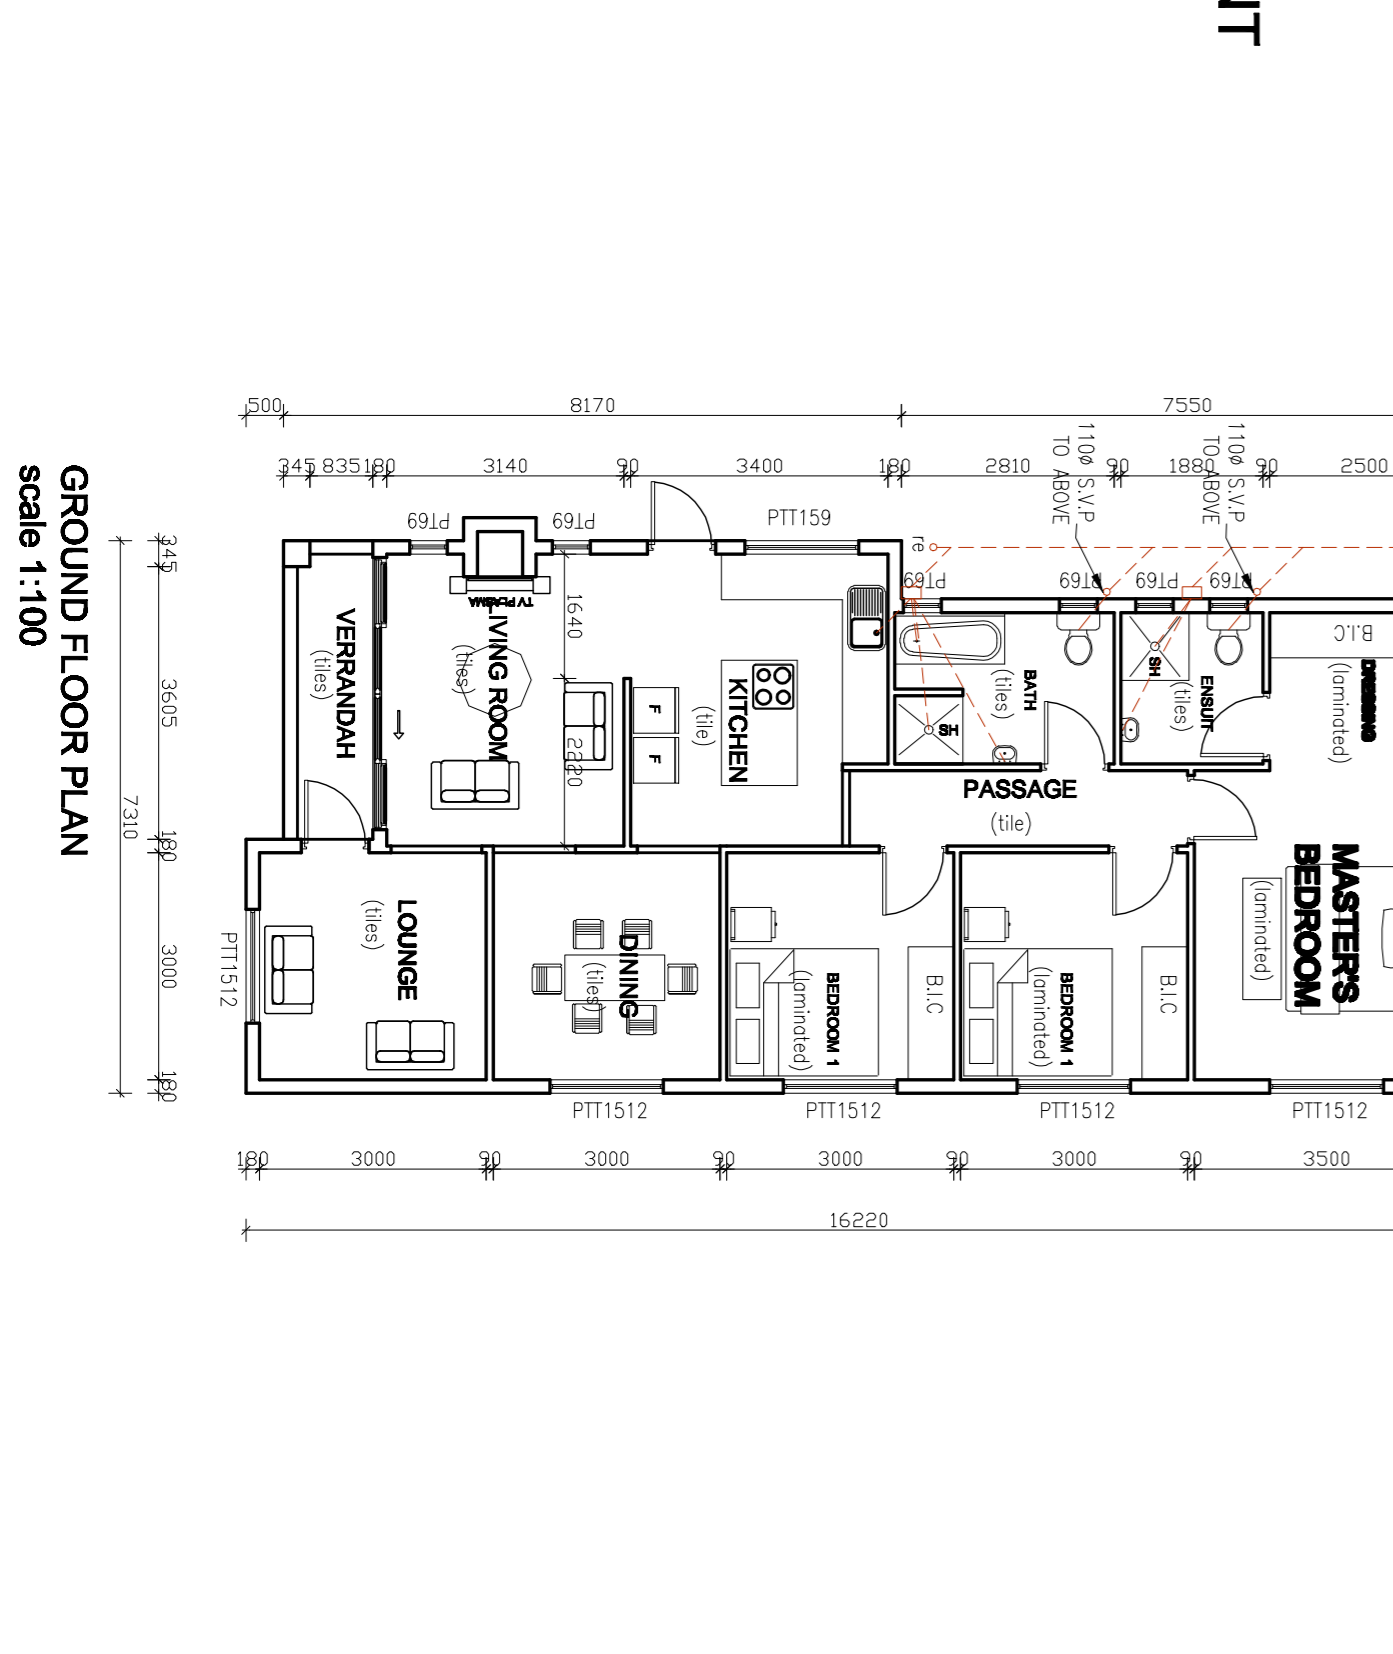 NT
500
8170
7550
345
835
180
3140
90
3400
180
2810
90
1880
90
2500
110ø S.V.P
TO ABOVE
110ø S.V.P
TO ABOVE
PT69
PT69
PTT159
re
PT69
PT69
PT69
PT69
GROUND FLOOR PLAN
scale 1:100
345
3605
180
3000
180
7310
VERRANDAH
(tiles)
TV PLASMA
LIVING ROOM
(tiles)
1640
2220
F
F
KITCHEN
(tile)
BATH
(tiles)
SH
SH
ENSUIT
(tiles)
B.I.C
DRESSING
(laminated)
PASSAGE
(tile)
LOUNGE
(tiles)
DINING
(tiles)
BEDROOM 1
(laminated)
B.I.C
BEDROOM 1
(laminated)
B.I.C
MASTER'S
BEDROOM
(laminated)
PTT1512
PTT1512
PTT1512
PTT1512
PTT1512
180
3000
90
3000
90
3000
90
3000
90
3500
16220